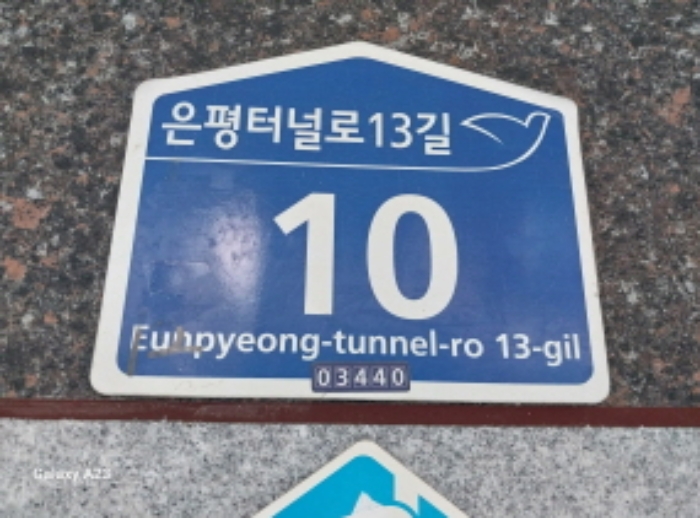 은평터널로13길
10
Eunpyeong-tunnel-ro 13-gil
03440
Galaxy A23